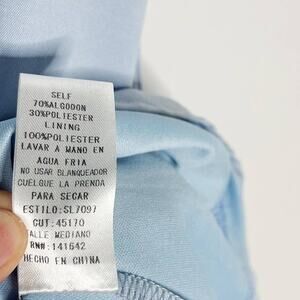 SELF
70%ALGODON
30%POLIESTER
LINING
100%POLIESTER
LAVAR A MANO EN
AGUA FRIA
NO USAR BLANQUEADOR
CUELGUE LA PRENDA
PARA SECAR
ESTILO:SL7097
CUT:45170
TALLE MEDIANO
RN#:141642
HECHO EN CHINA